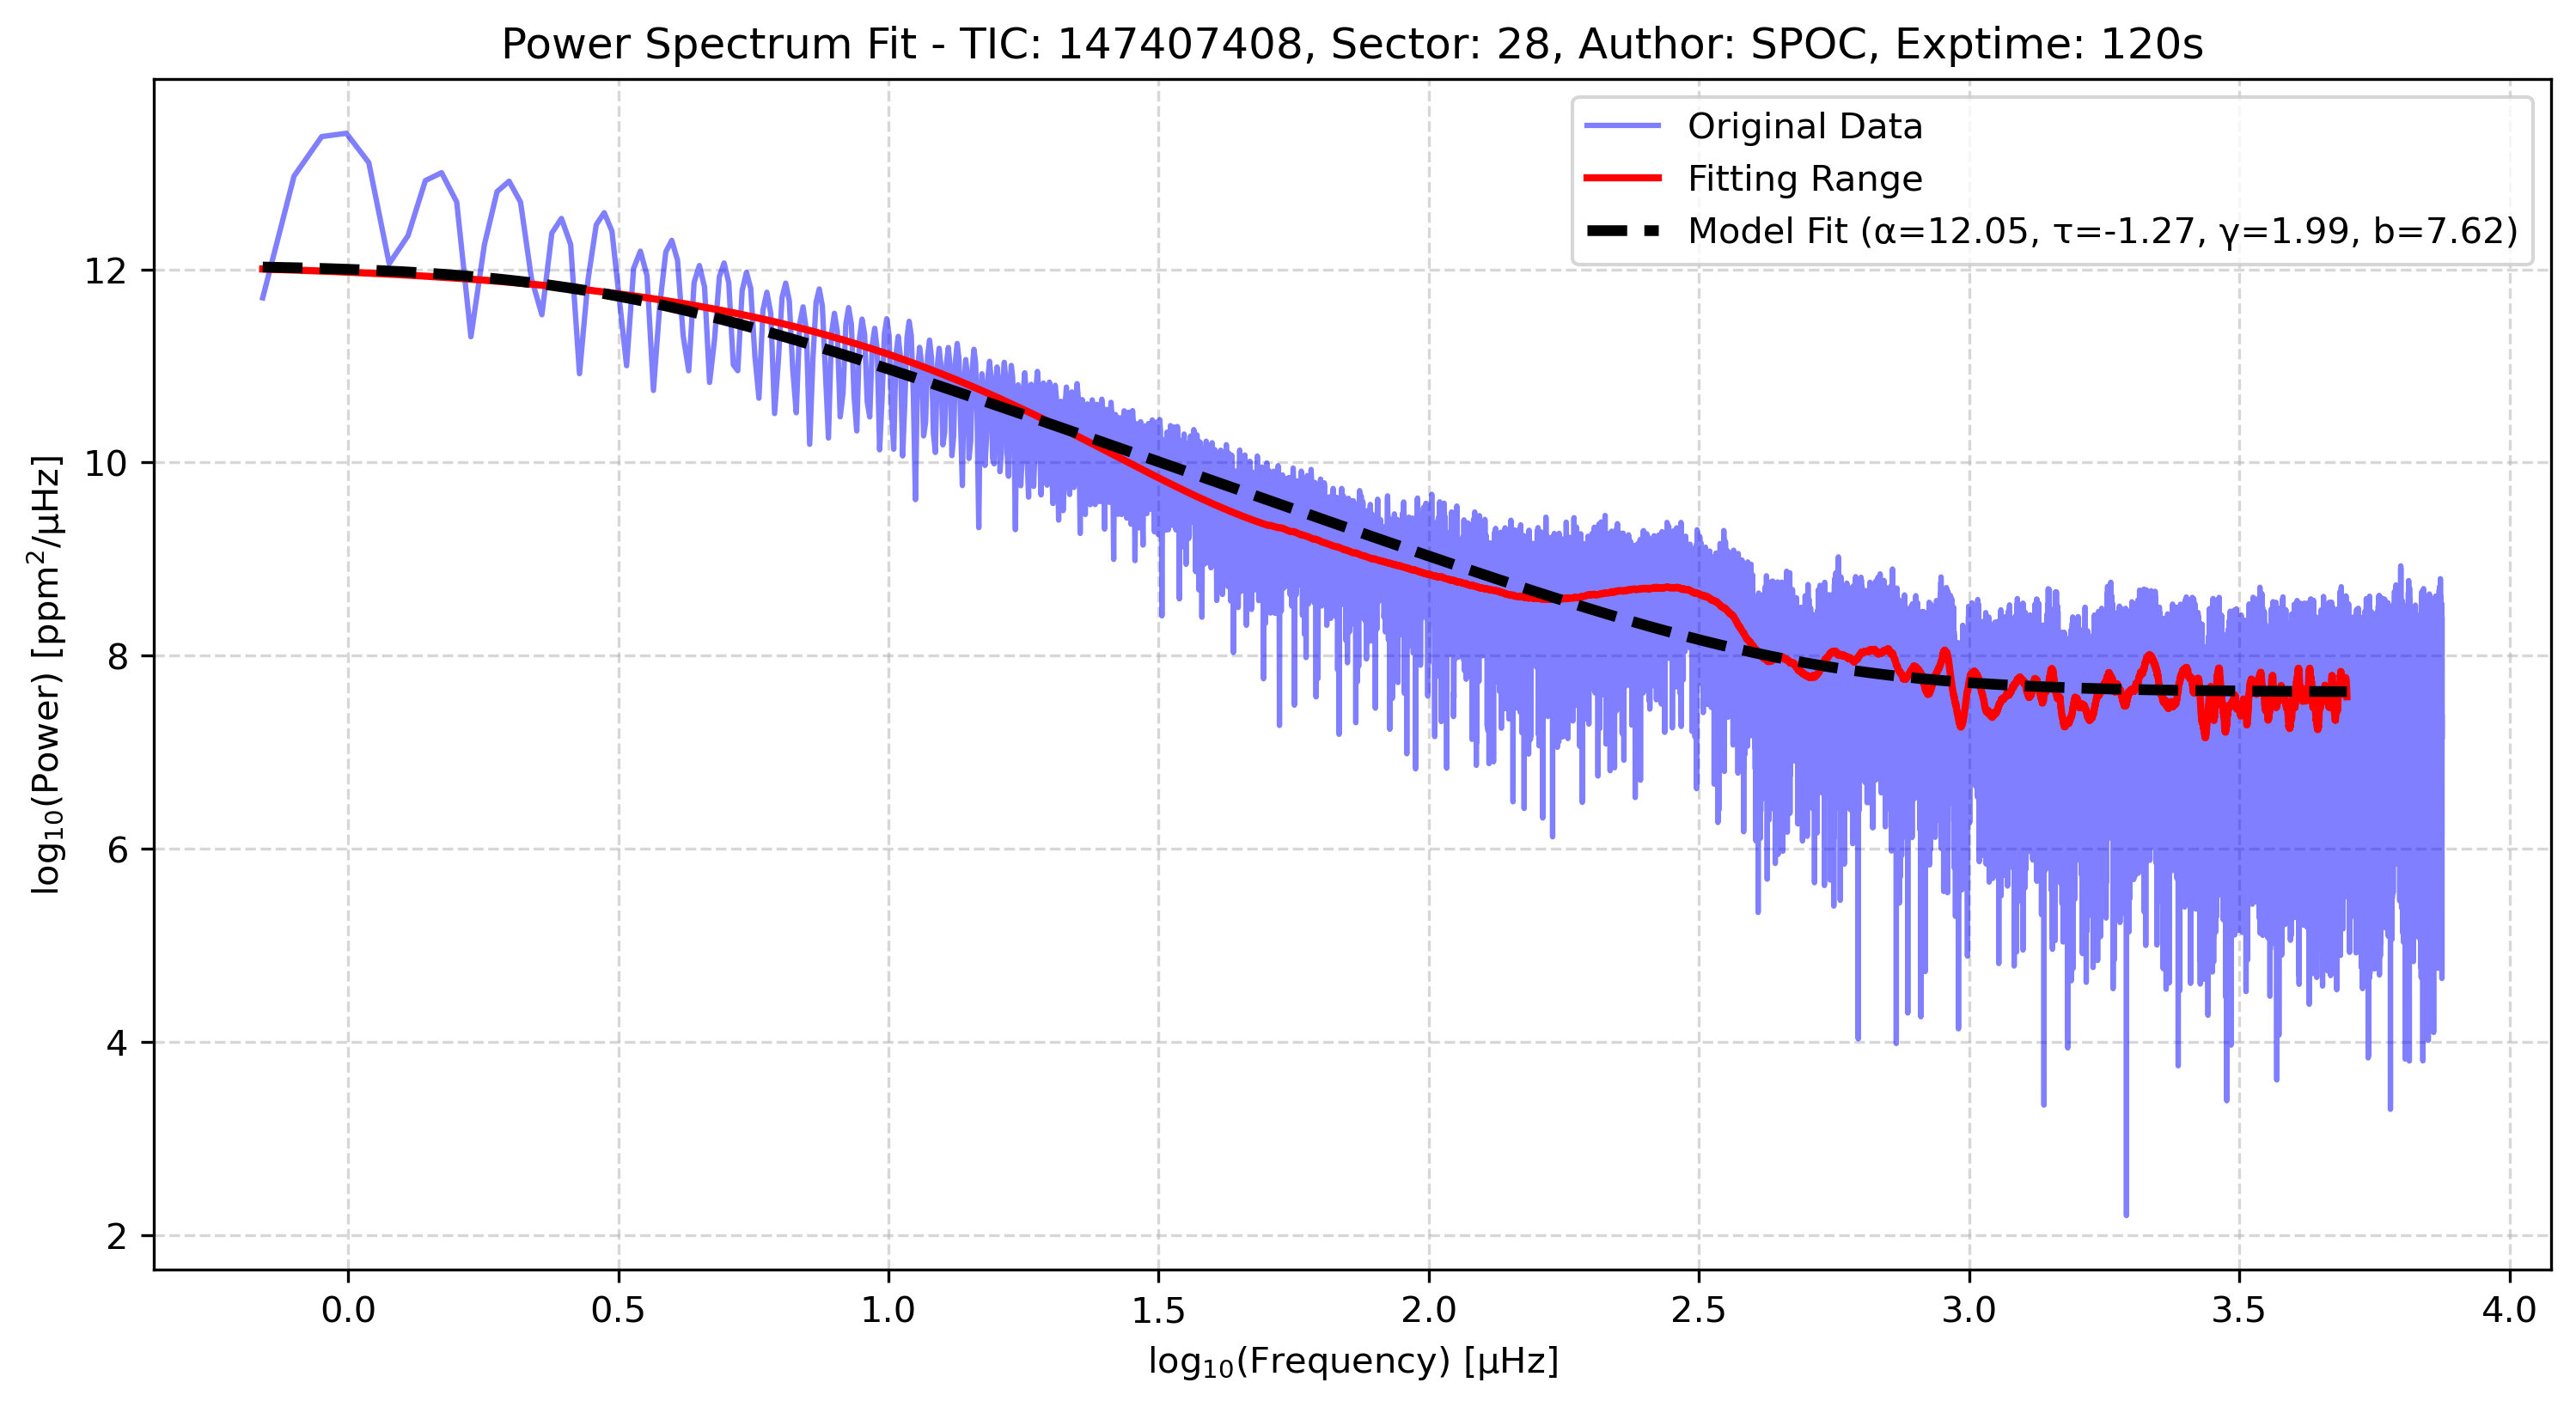 Power Spectrum Fit - TIC: 147407408, Sector: 28, Author: SPOC, Exptime: 120s
Original Data
Fitting Range
Model Fit (α=12.05, τ=-1.27, γ=1.99, b=7.62)
log₁₀(Power) [ppm²/μHz]
12
10
8
6
4
2
0.0 0.5 1.0 1.5 2.0 2.5 3.0 3.5 4.0
log₁₀(Frequency) [μHz]